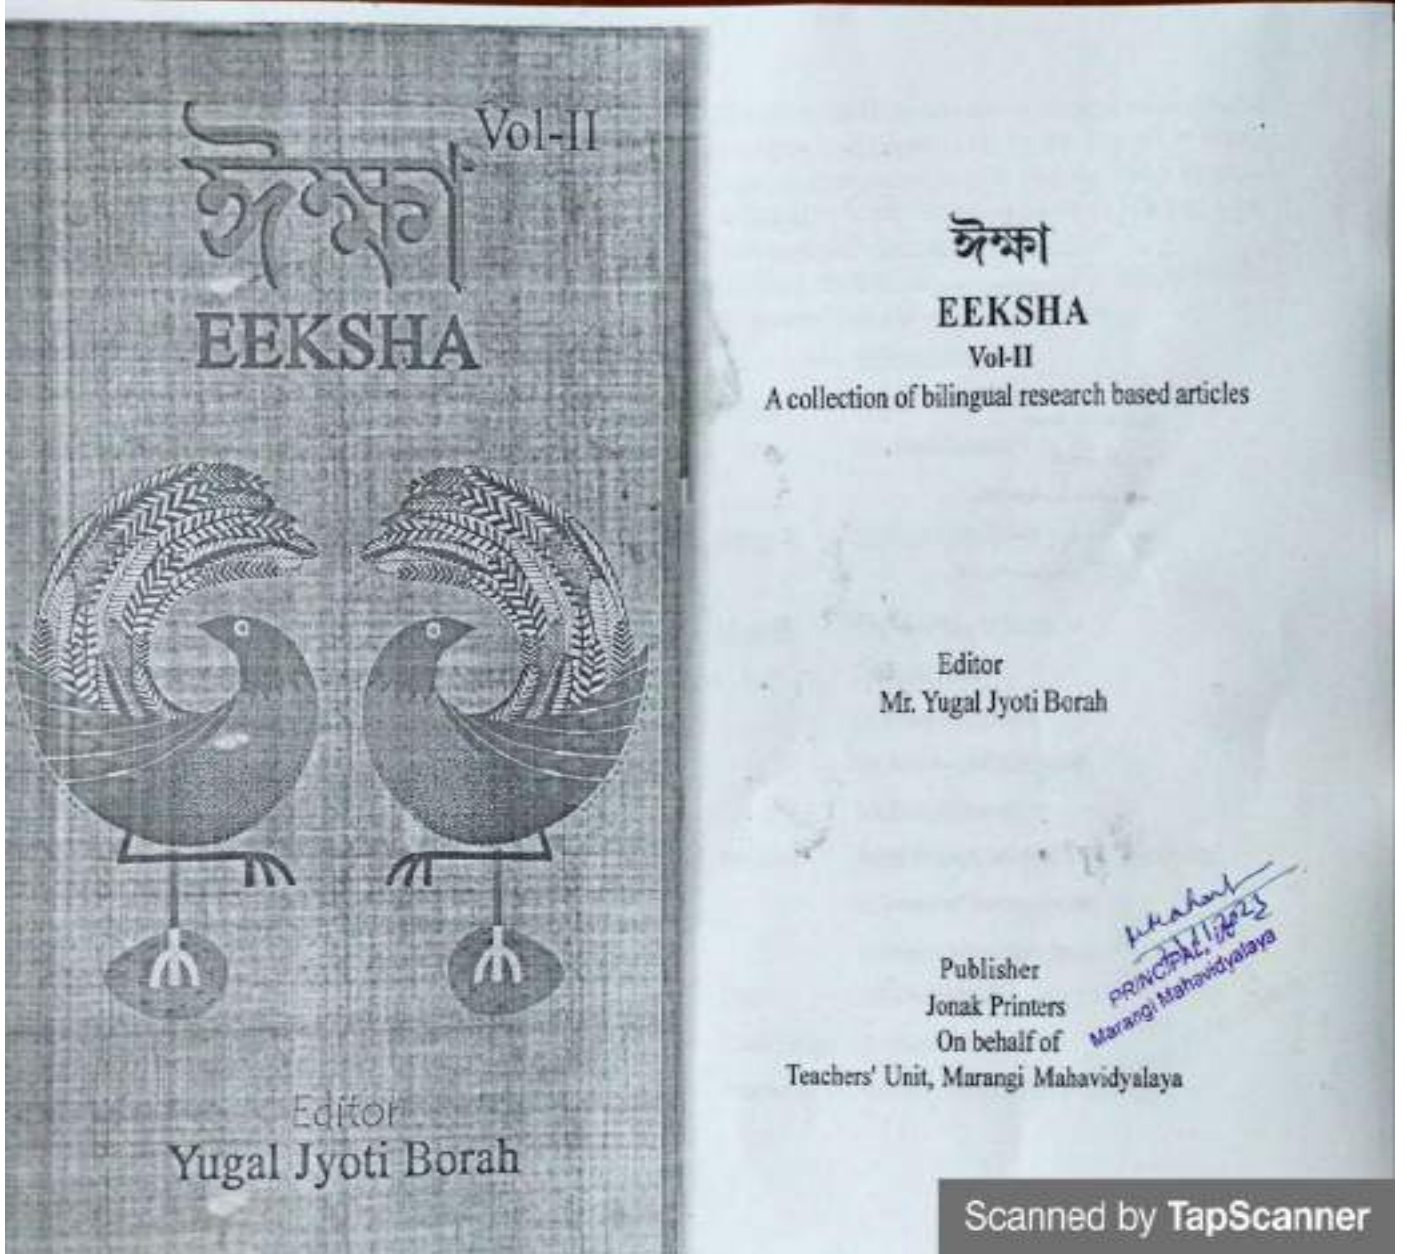 Vol-II
ঈক্ষা
EEKSHA
Editor
Yugal Jyoti Borah
ঈক্ষা
EEKSHA
Vol-II
A collection of bilingual research based articles
Editor
Mr. Yugal Jyoti Borah
Publisher
Jonak Printers
On behalf of
Teachers' Unit, Marangi Mahavidyalaya
PRINCIPAL
Marangi Mahavidyalaya
Scanned by TapScanner